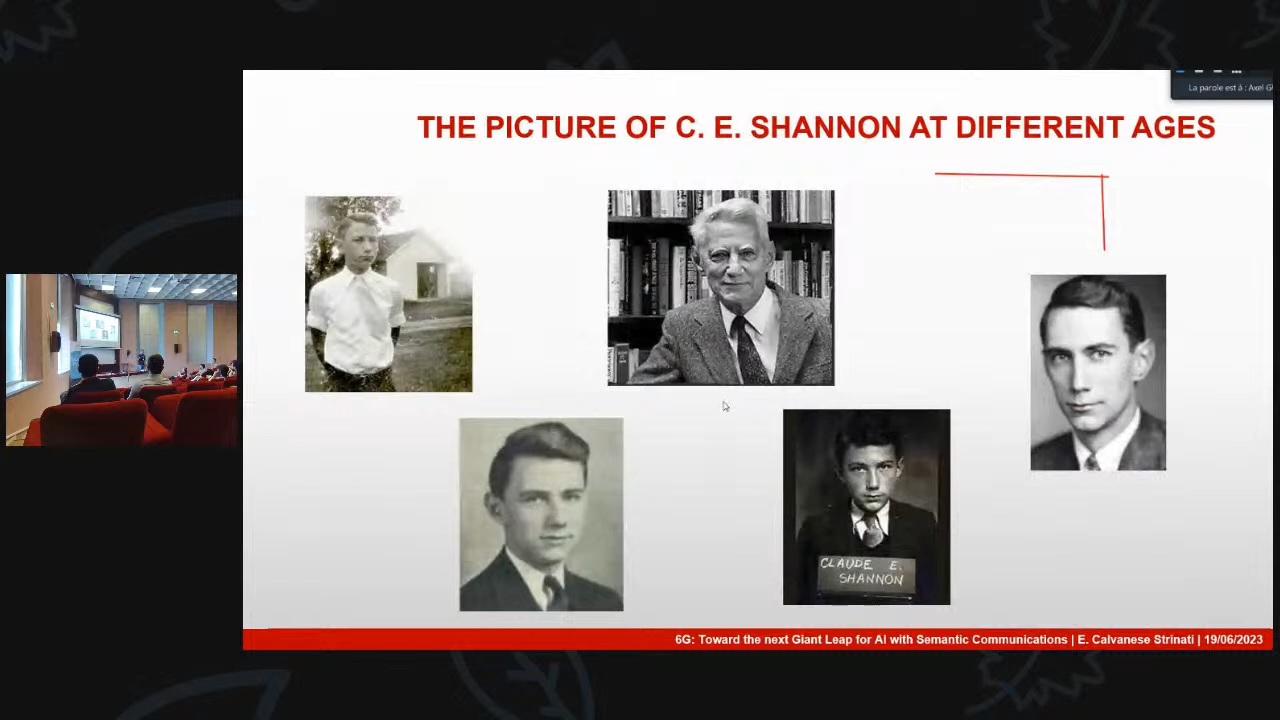 La parole est à : Axel G
THE PICTURE OF C. E. SHANNON AT DIFFERENT AGES
CLAUDE E.
SHANNON
6G: Toward the next Giant Leap for AI with Semantic Communications | E. Calvanese Strinati | 19/06/2023